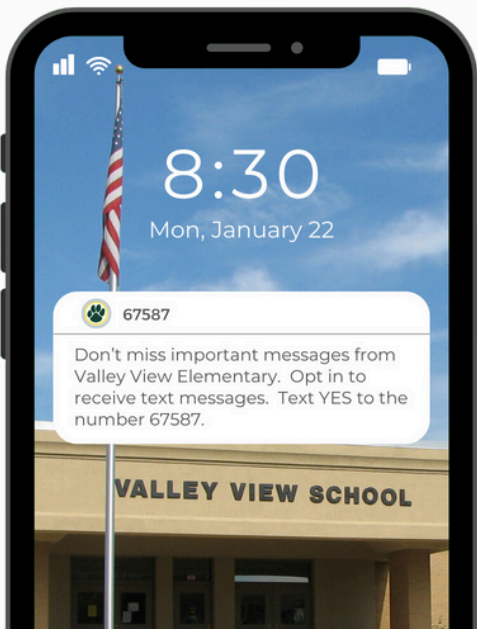 8:30
Mon, January 22
67587
Don't miss important messages from
Valley View Elementary.  Opt in to
receive text messages.  Text YES to the
number 67587.
VALLEY VIEW SCHOOL